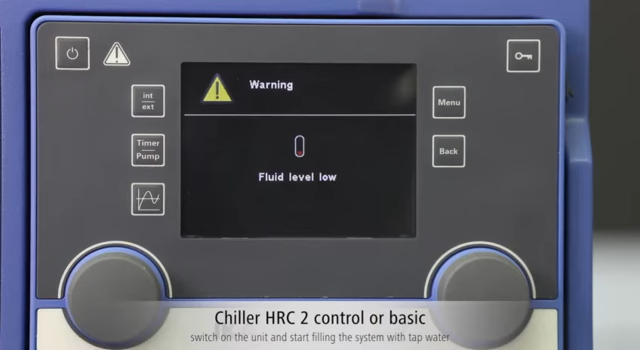 Warning
int
ext
Timer
Pump
Fluid level low
Menu
Back
Chiller HRC 2 control or basic
switch on the unit and start filling the system with tap water